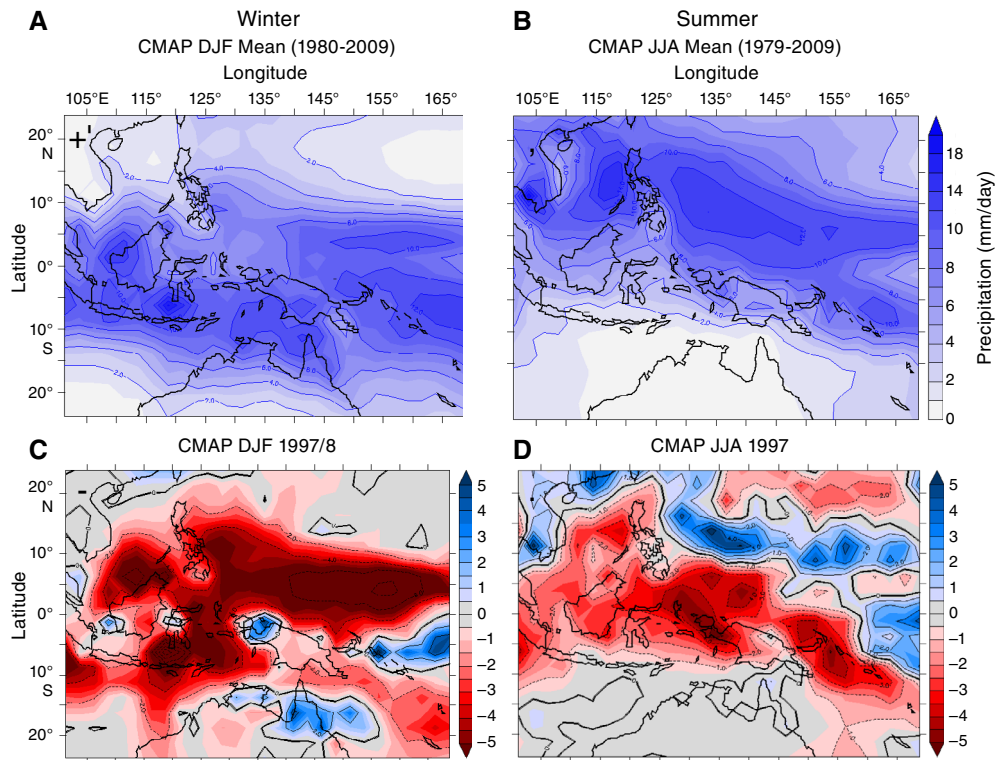 A
Winter
CMAP DJF Mean (1980-2009)
Longitude
105°E 115° 125° 135° 145° 155° 165°
20°
N
10°
0°
10°
S
20°
Latitude
B
Summer
CMAP JJA Mean (1979-2009)
Longitude
105°E 115° 125° 135° 145° 155° 165°
18
14
10
8
6
4
2
0
Precipitation (mm/day)
C
CMAP DJF 1997/8
20°
N
10°
0°
10°
S
20°
Latitude
5
4
3
2
1
0
−1
−2
−3
−4
−5
D
CMAP JJA 1997
5
4
3
2
1
0
−1
−2
−3
−4
−5